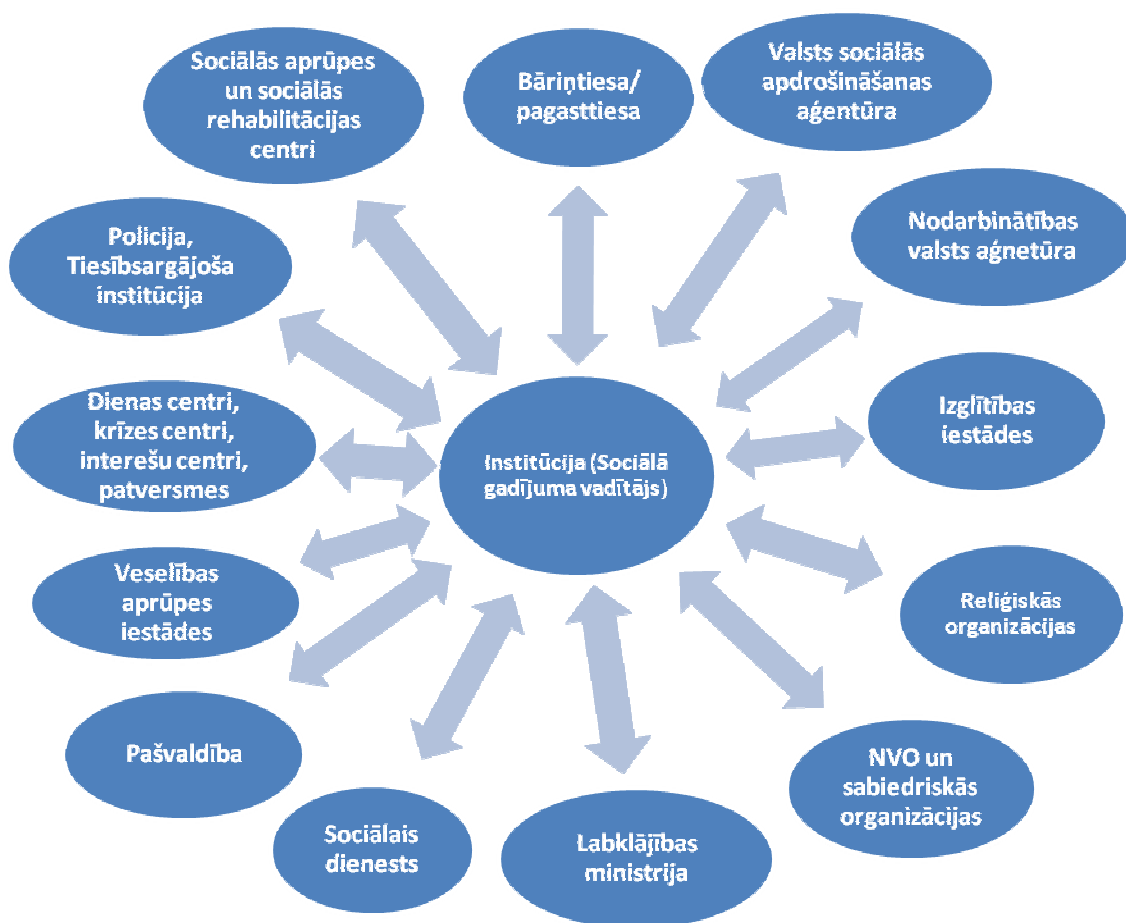 Sociālās aprūpes
un sociālās
rehabilitācijas
centri
Bāriņtiesa/
pagasttiesa
Valsts sociālās
apdrošināšanas
aģentūra
Nodarbinātības
valsts aģnetūra
Izglītības
iestādes
Reliģiskās
organizācijas
NVO un
sabiedriskās
organizācijas
Labklājības
ministrija
Sociālais
dienests
Pašvaldība
Veselības
aprūpes
iestādes
Dienas centri,
krīzes centri,
interešu centri,
patversmes
Policija,
Tiesībsargājoša
institūcija
Institūcija (Sociālā
gadījuma vadītājs)